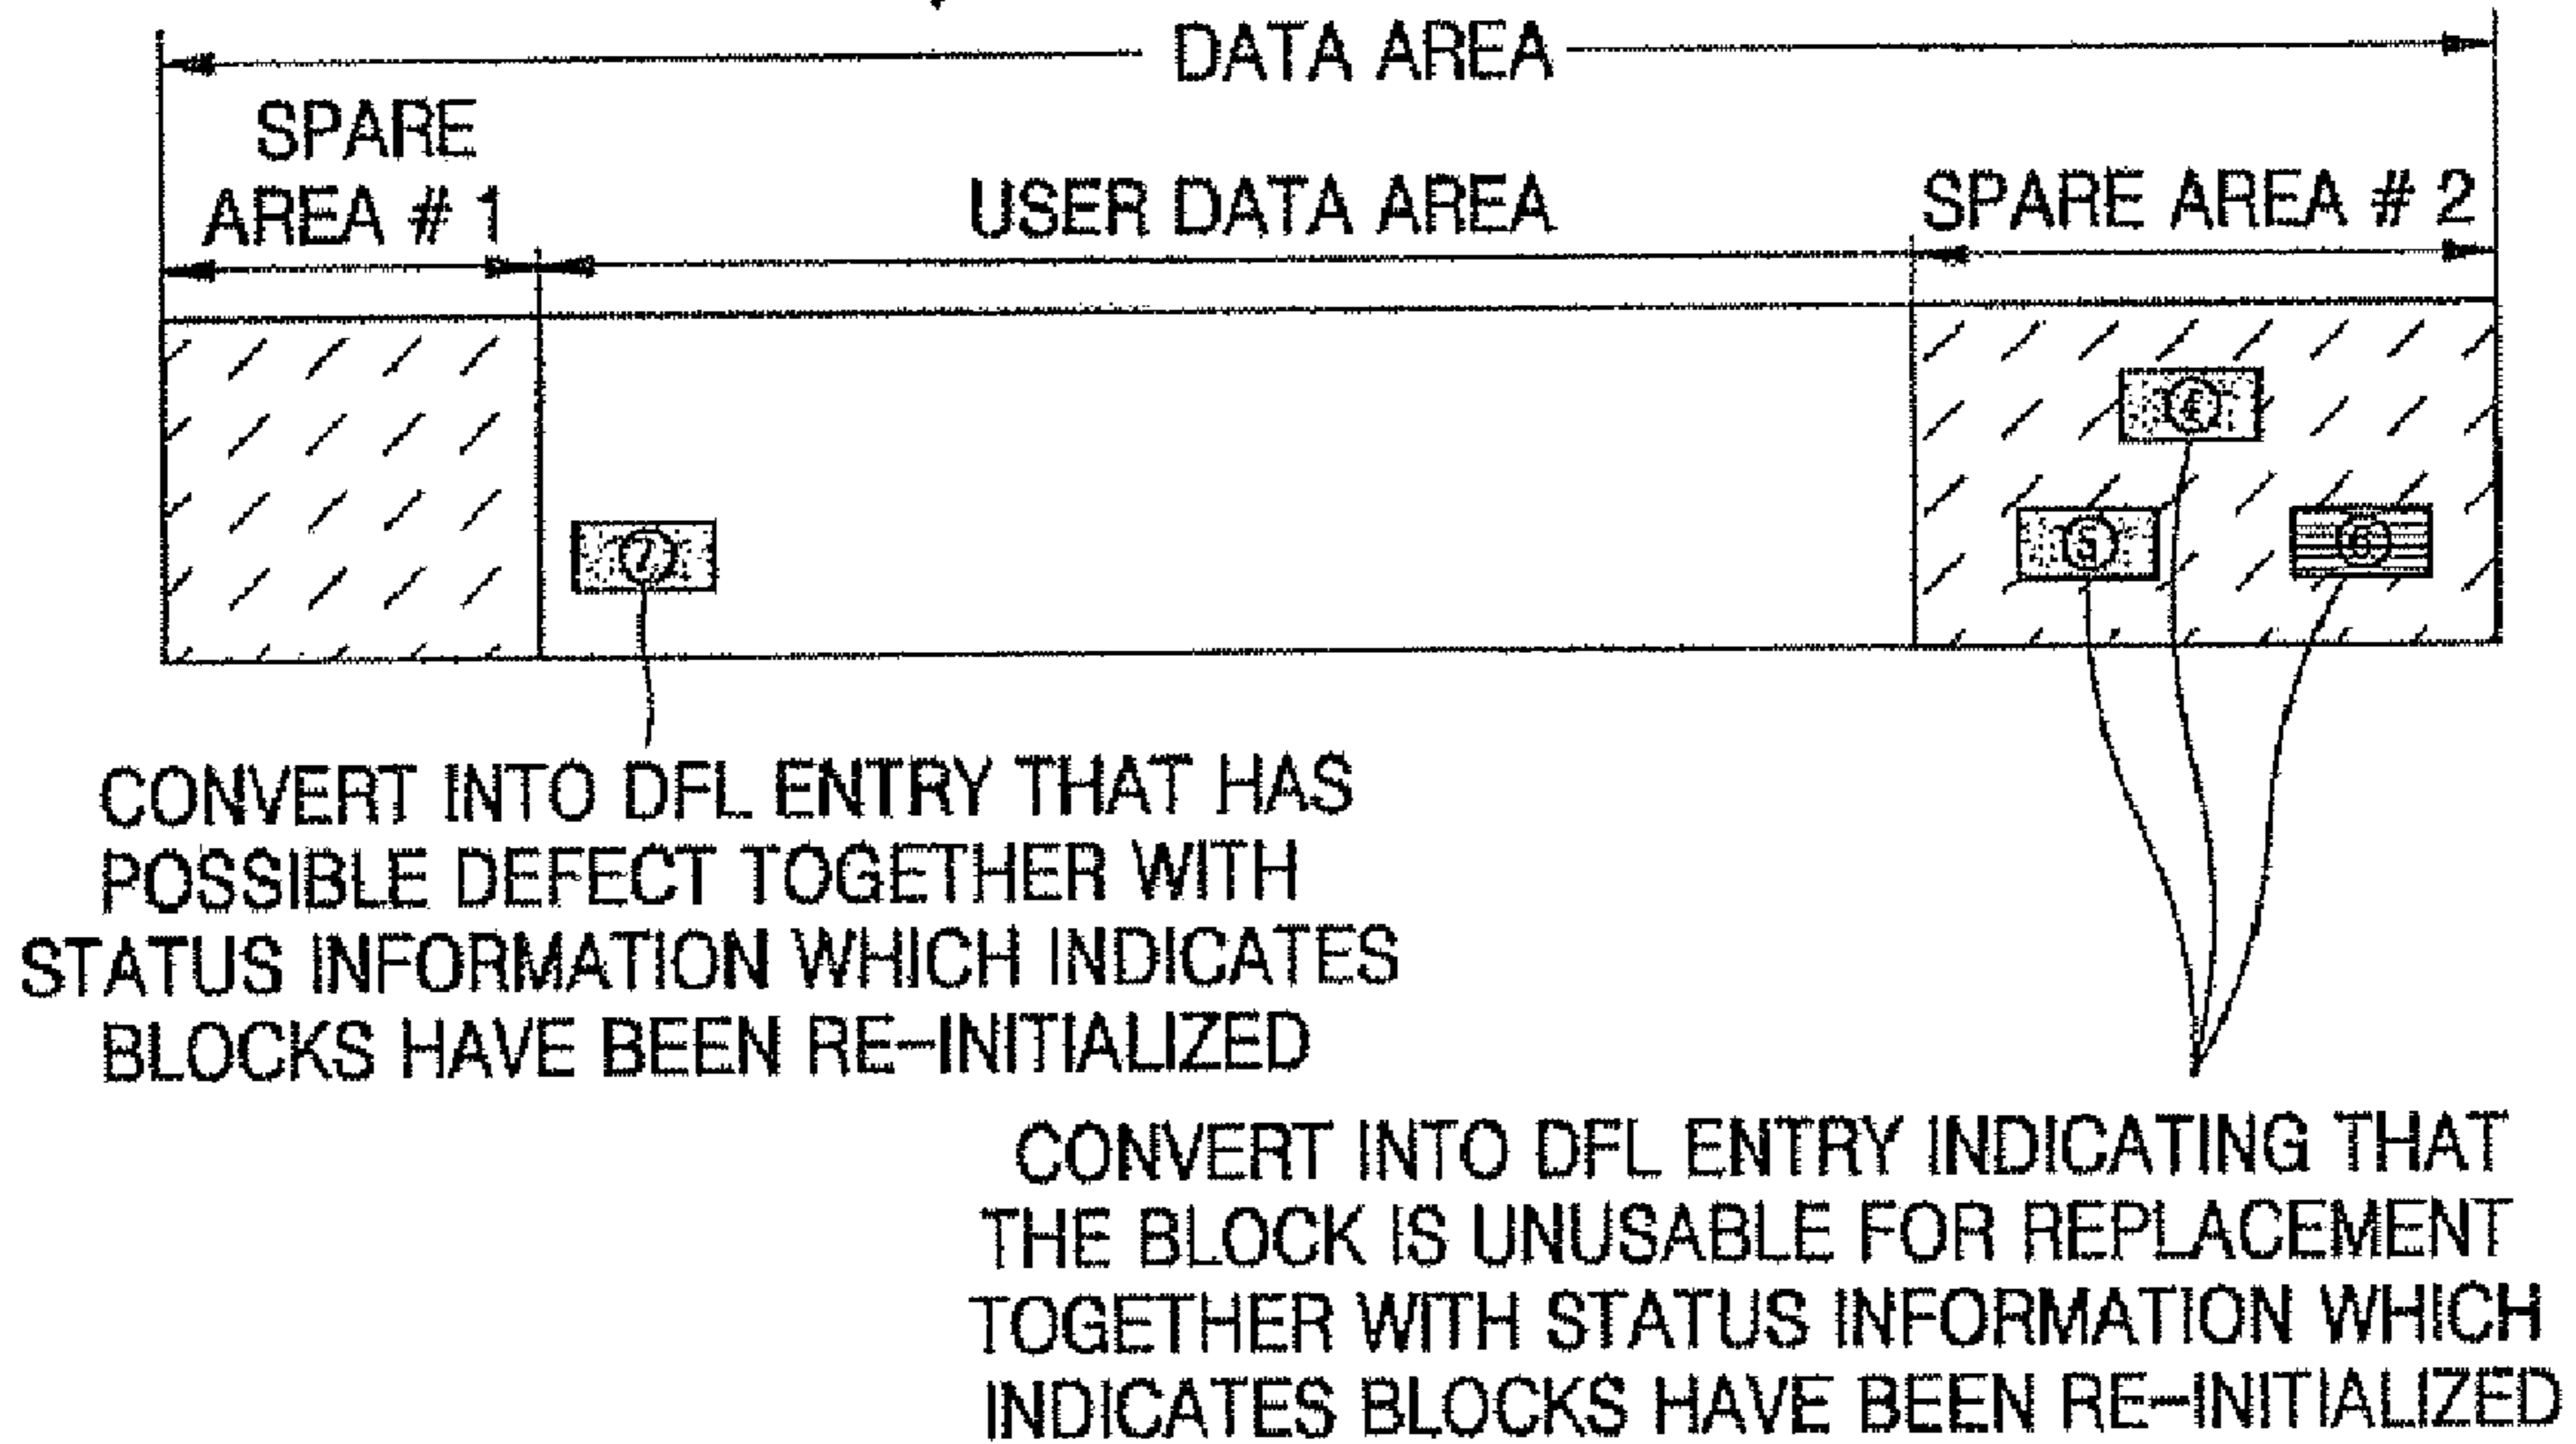 DATA AREA
SPARE
AREA # 1
USER DATA AREA
SPARE AREA # 2
④
⑦
⑤
⑥
CONVERT INTO DFL ENTRY THAT HAS
POSSIBLE DEFECT TOGETHER WITH
STATUS INFORMATION WHICH INDICATES
BLOCKS HAVE BEEN RE-INITIALIZED
CONVERT INTO DFL ENTRY INDICATING THAT
THE BLOCK IS UNUSABLE FOR REPLACEMENT
TOGETHER WITH STATUS INFORMATION WHICH
INDICATES BLOCKS HAVE BEEN RE-INITIALIZED